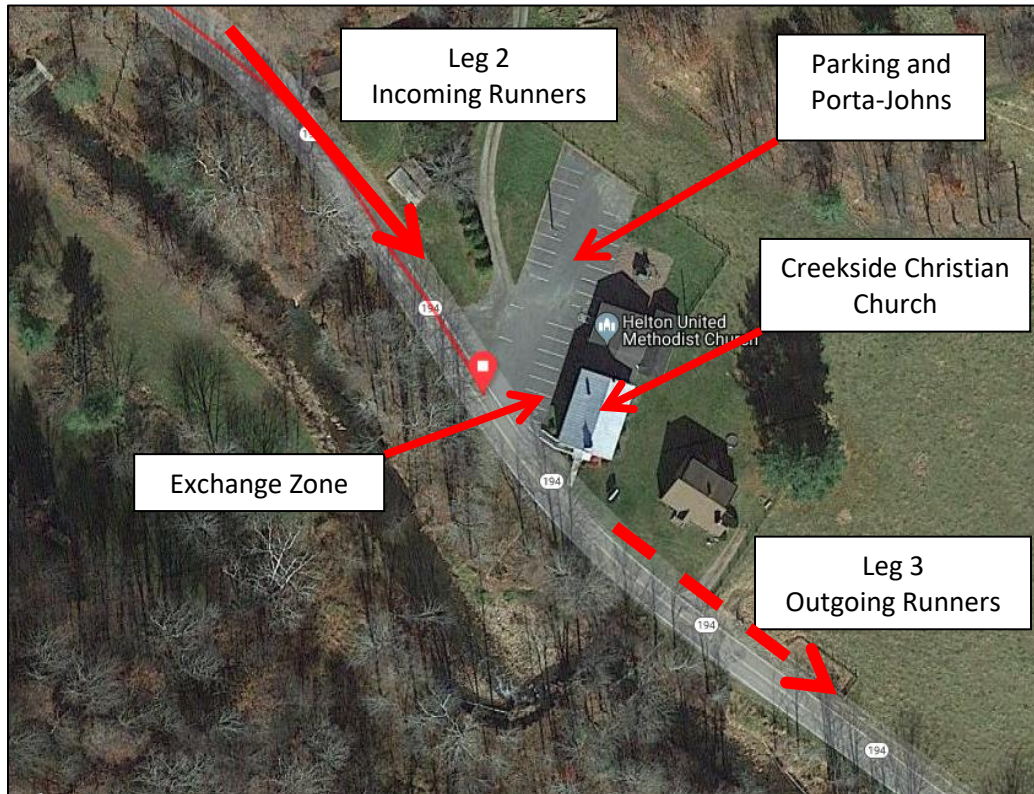 Leg 2
Incoming Runners
Parking and
Porta-Johns
194
Creekside Christian
Church
Helton United
Methodist Church
Exchange Zone
194
Leg 3
Outgoing Runners
194
194